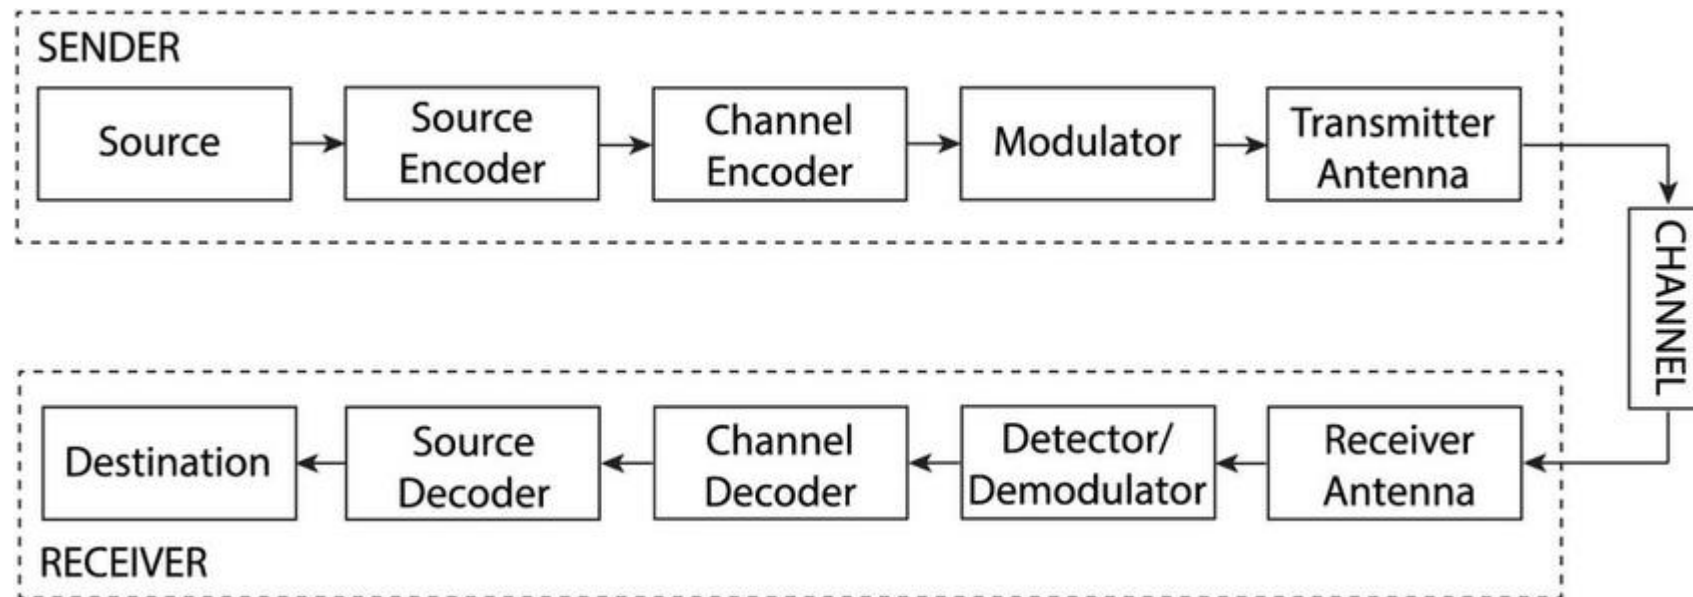 SENDER
Source
Source
Encoder
Channel
Encoder
Modulator
Transmitter
Antenna
CHANNEL
Destination
Source
Decoder
Channel
Decoder
Detector/
Demodulator
Receiver
Antenna
RECEIVER